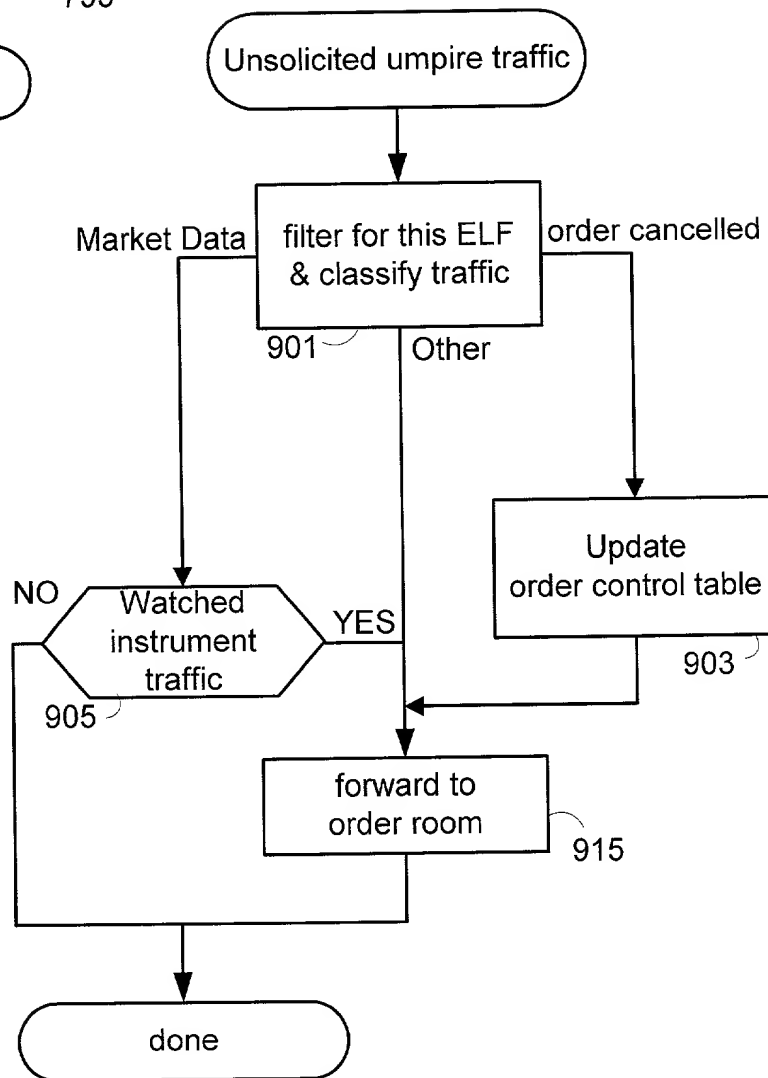 Unsolicited umpire traffic
Market Data
filter for this ELF
& classify traffic
order cancelled
901
Other
Update
order control table
903
NO
Watched
instrument
traffic
YES
905
forward to
order room
915
done